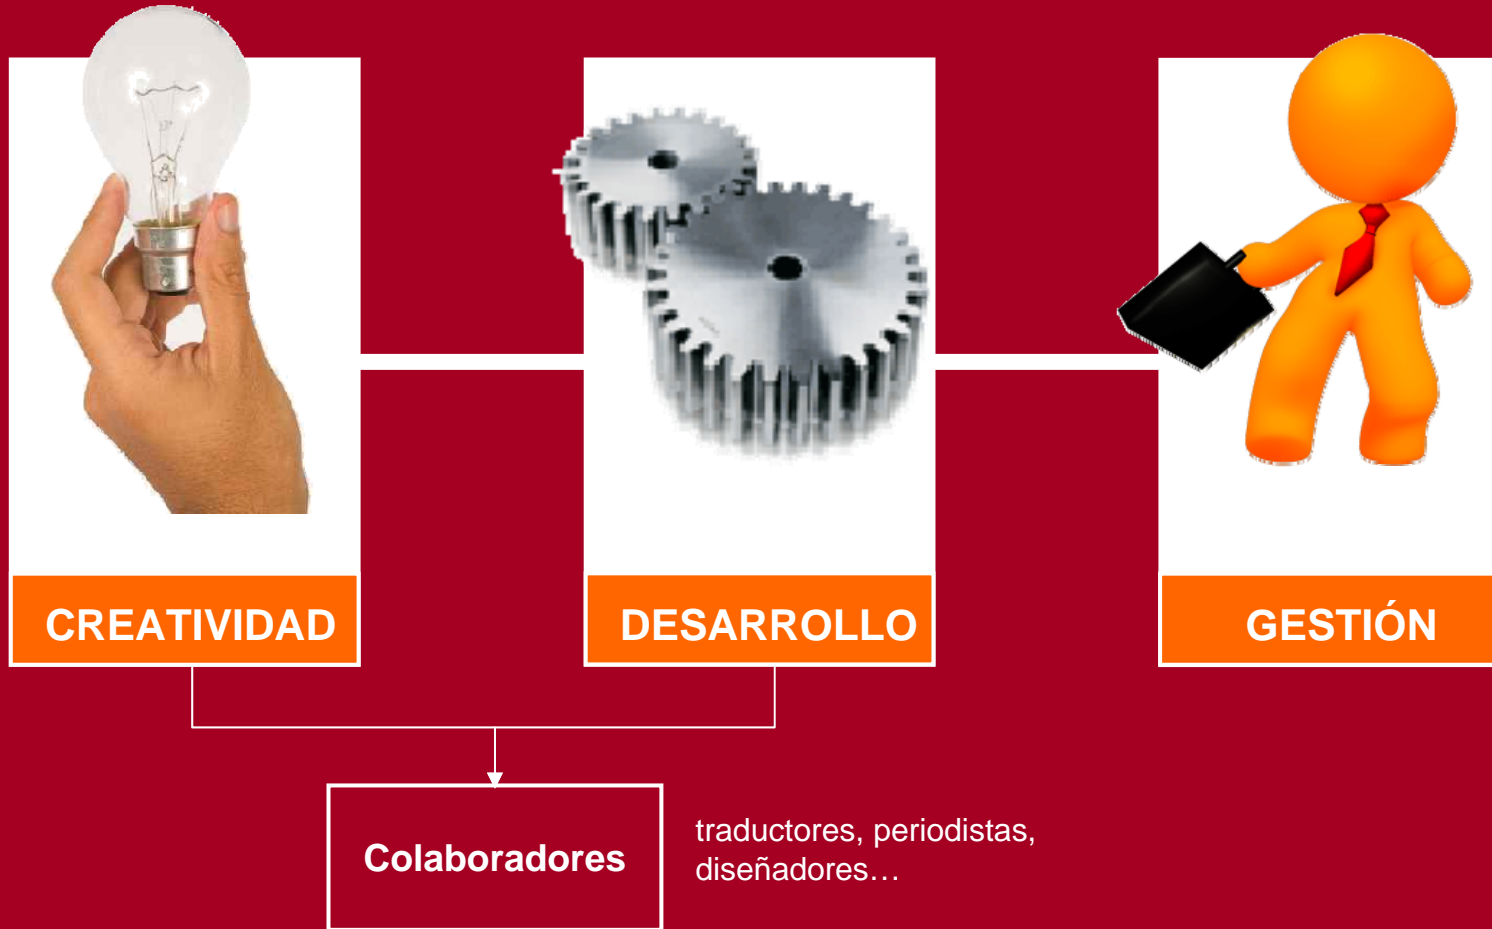 CREATIVIDAD
DESARROLLO
GESTIÓN
Colaboradores
traductores, periodistas,
diseñadores…